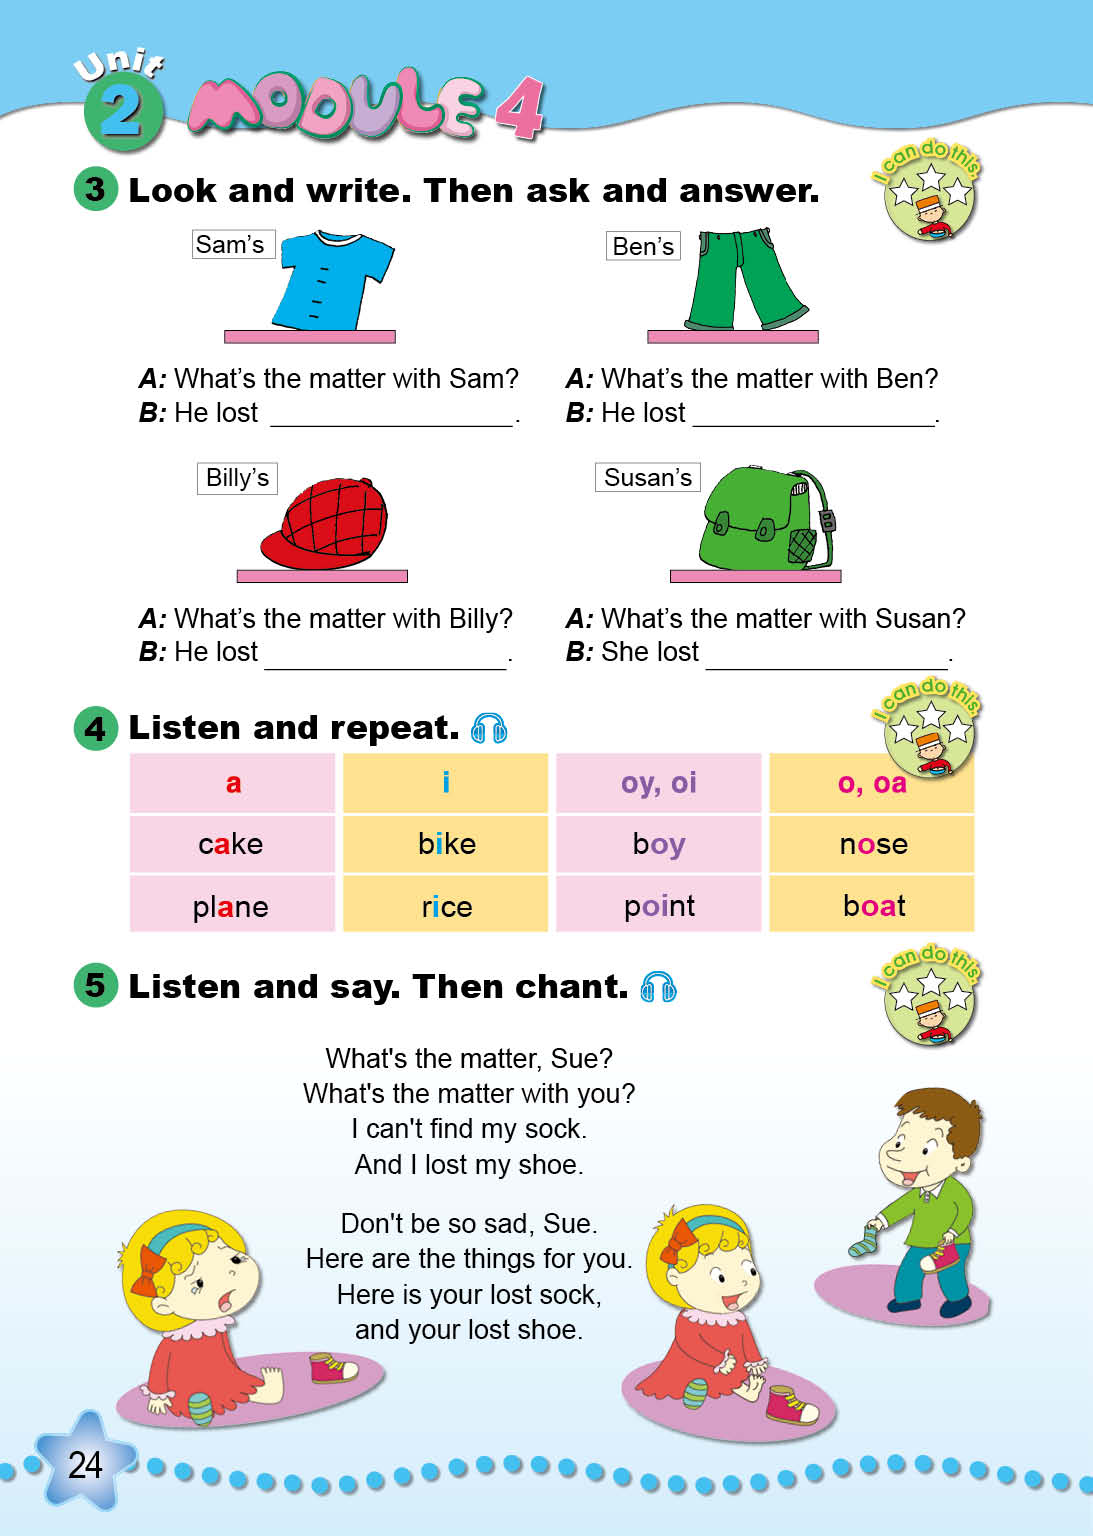 Unit
2 MODULE 4
3 Look and write. Then ask and answer.
I can do this.
Sam's
Ben's
A: What's the matter with Sam?
B: He lost ________________.
A: What's the matter with Ben?
B: He lost ________________.
Billy's
Susan's
A: What's the matter with Billy?
B: He lost ________________.
A: What's the matter with Susan?
B: She lost ________________.
4 Listen and repeat.
I can do this.
a i oy, oi o, oa
cake bike boy nose
plane rice point boat
5 Listen and say. Then chant.
I can do this.
What's the matter, Sue?
What's the matter with you?
I can't find my sock.
And I lost my shoe.
Don't be so sad, Sue.
Here are the things for you.
Here is your lost sock,
and your lost shoe.
24